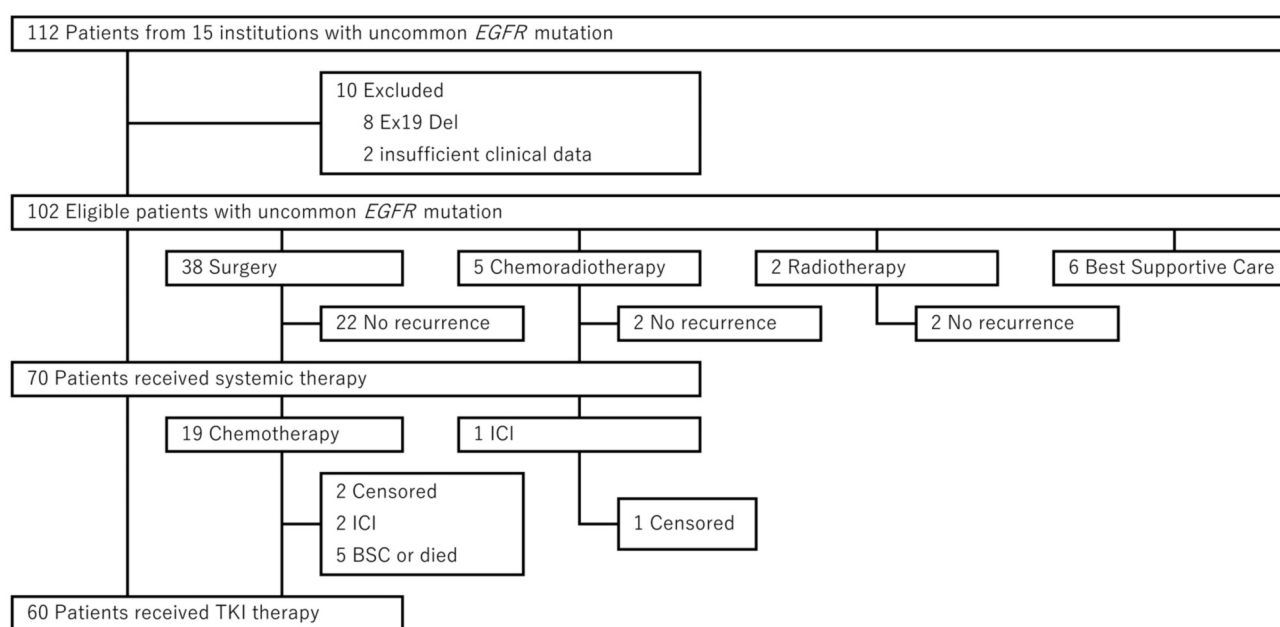 112 Patients from 15 institutions with uncommon EGFR mutation
10 Excluded
8 Ex19 Del
2 insufficient clinical data
102 Eligible patients with uncommon EGFR mutation
38 Surgery
5 Chemoradiotherapy
2 Radiotherapy
6 Best Supportive Care
22 No recurrence
2 No recurrence
2 No recurrence
70 Patients received systemic therapy
19 Chemotherapy
1 ICI
2 Censored
2 ICI
5 BSC or died
1 Censored
60 Patients received TKI therapy